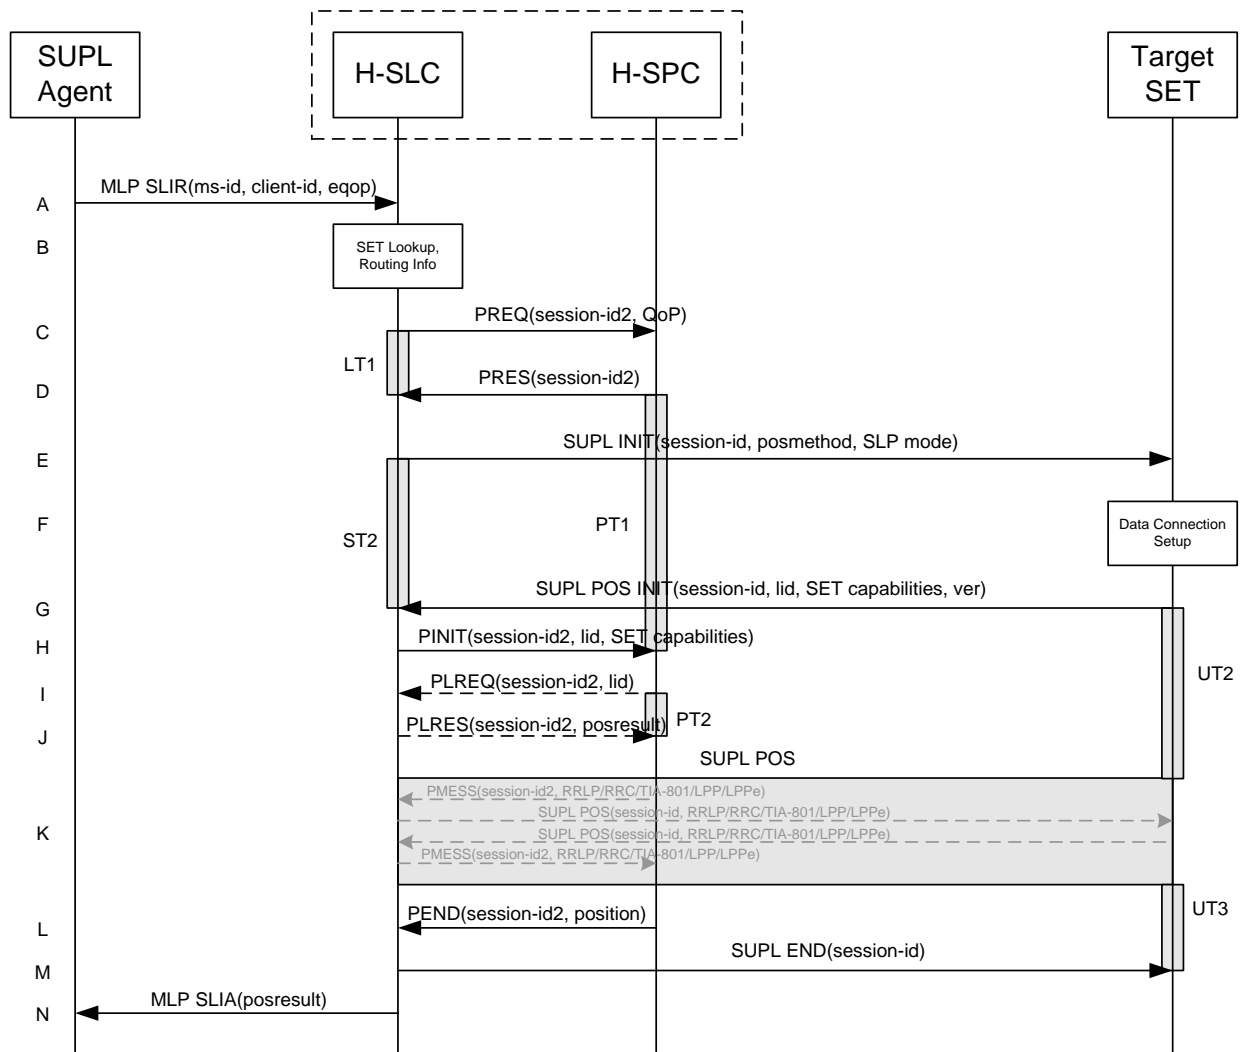 SUPL
Agent
H-SLC
H-SPC
Target
SET
A
MLP SLIR(ms-id, client-id, eqop)
B
SET Lookup,
Routing Info
C
PREQ(session-id2, QoP)
LT1
D
PRES(session-id2)
E
SUPL INIT(session-id, posmethod, SLP mode)
F
ST2
PT1
Data Connection
Setup
G
SUPL POS INIT(session-id, lid, SET capabilities, ver)
H
PINIT(session-id2, lid, SET capabilities)
UT2
I
PLREQ(session-id2, lid)
J
PLRES(session-id2, posresult)
PT2
SUPL POS
PMESS(session-id2, RRLP/RRC/TIA-801/LPP/LPPe)
SUPL POS(session-id, RRLP/RRC/TIA-801/LPP/LPPe)
K
SUPL POS(session-id, RRLP/RRC/TIA-801/LPP/LPPe)
PMESS(session-id2, RRLP/RRC/TIA-801/LPP/LPPe)
UT3
L
PEND(session-id2, position)
M
SUPL END(session-id)
N
MLP SLIA(posresult)